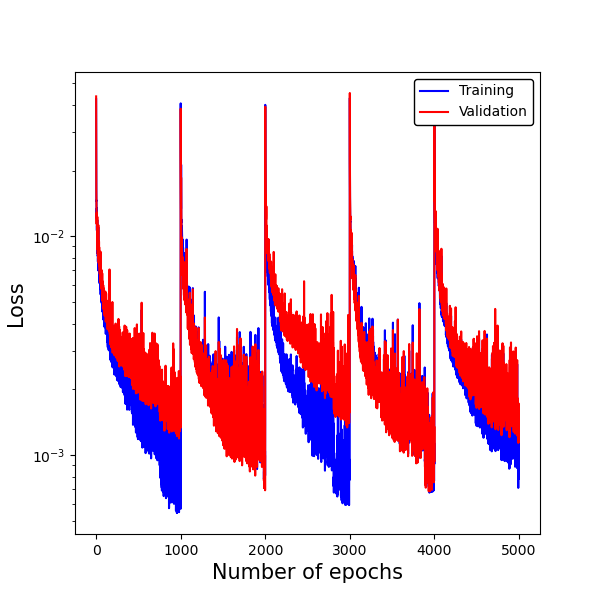 Training
Validation
Loss
10⁻²
10⁻³
0 1000 2000 3000 4000 5000
Number of epochs